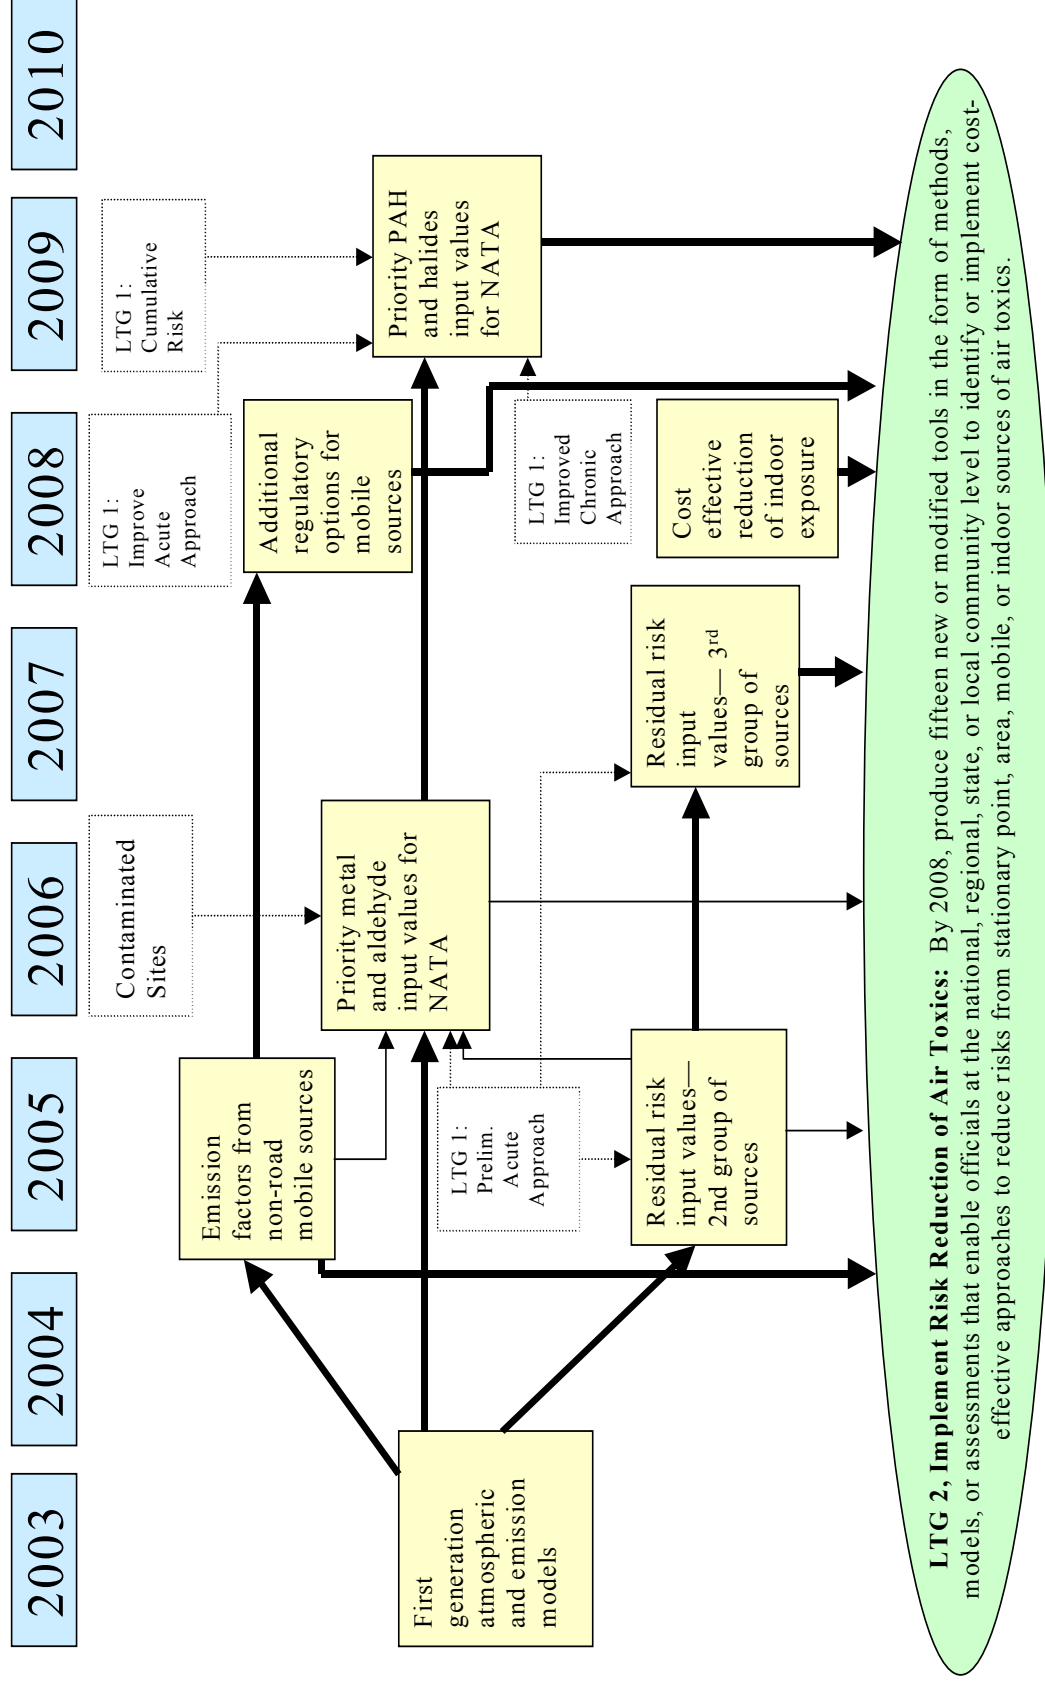 2003
2004
2005
2006
2007
2008
2009
2010
First
generation
atmospheric
and emission
models
Emission
factors from
non-road
mobile sources
LTG 1:
Prelim.
Acute
Approach
Residual risk
input values—
2nd group of
sources
Contaminated
Sites
Priority metal
and aldehyde
input values for
NATA
Residual risk
input
values— 3rd
group of
sources
LTG 1:
Improve
Acute
Approach
Additional
regulatory
options for
mobile
sources
LTG 1:
Improved
Chronic
Approach
Cost
effective
reduction
of indoor
exposure
LTG 1:
Cumulative
Risk
Priority PAH
and halides
input values
for NATA
LTG 2, Implement Risk Reduction of Air Toxics: By 2008, produce fifteen new or modified tools in the form of methods,
models, or assessments that enable officials at the national, regional, state, or local community level to identify or implement cost-
effective approaches to reduce risks from stationary point, area, mobile, or indoor sources of air toxics.